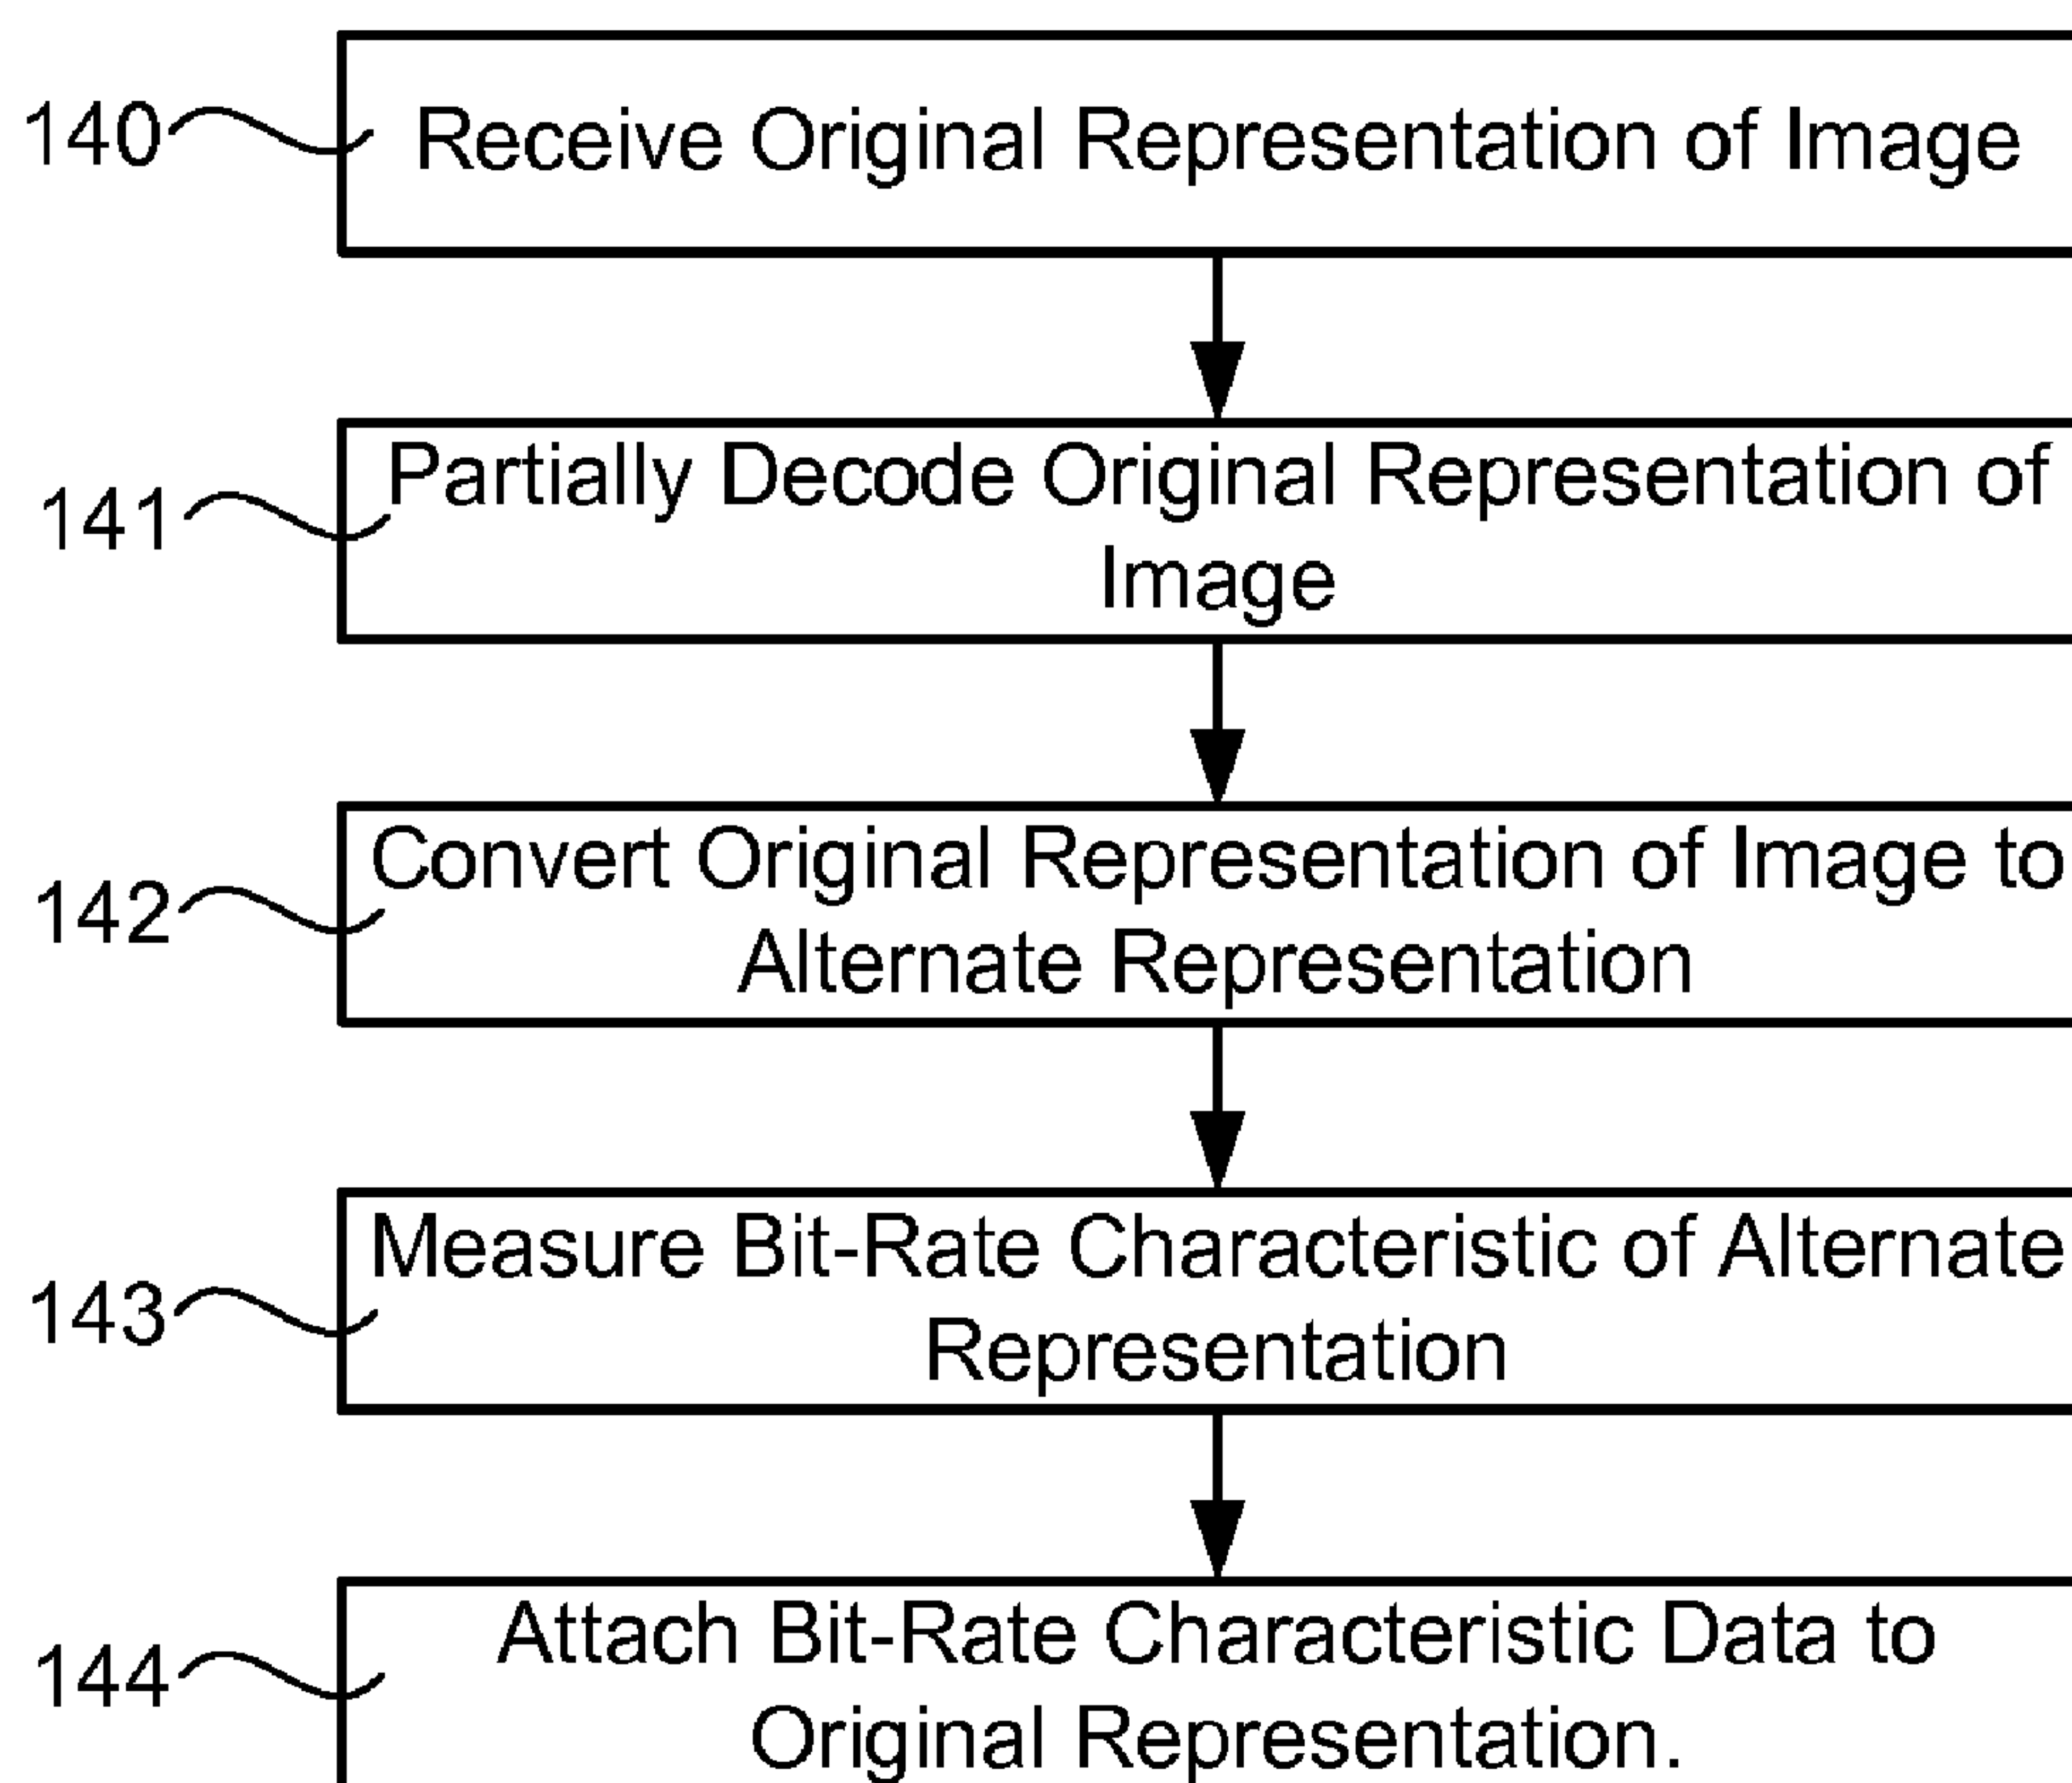 140
Receive Original Representation of Image
141
Partially Decode Original Representation of
Image
142
Convert Original Representation of Image to
Alternate Representation
143
Measure Bit-Rate Characteristic of Alternate
Representation
144
Attach Bit-Rate Characteristic Data to
Original Representation.